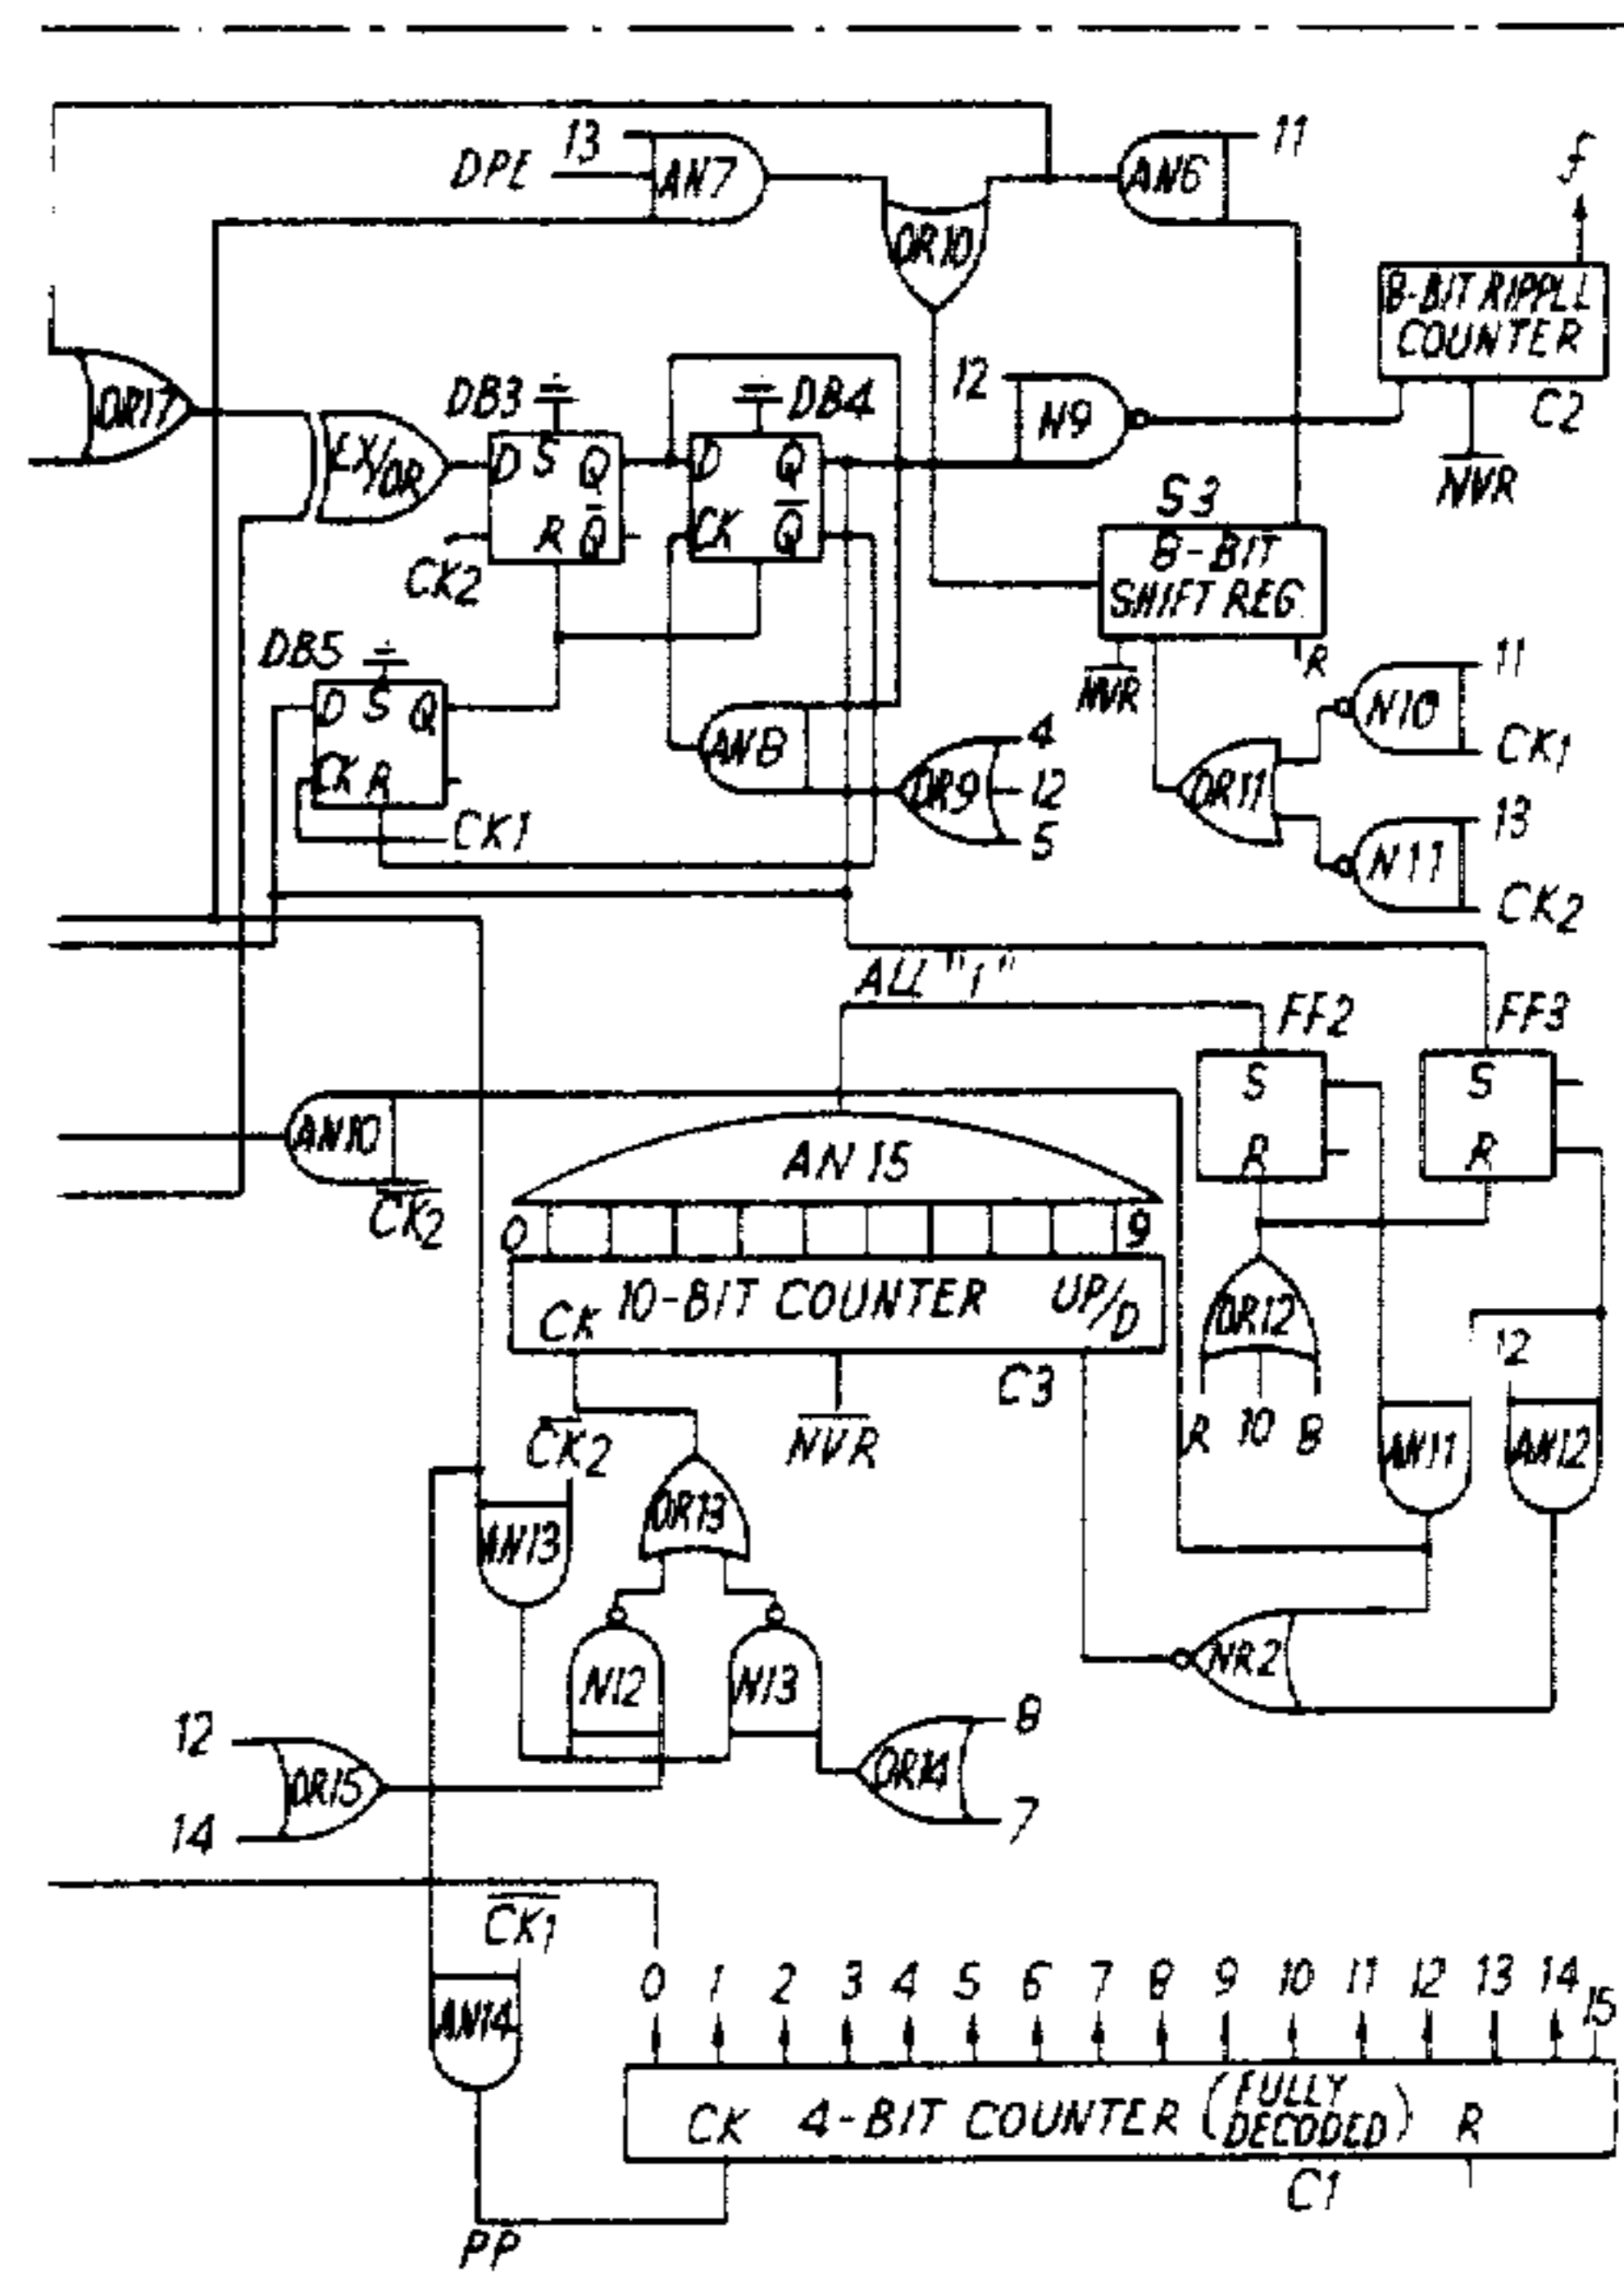 13
DPE
AN7
AN6
11
f
OR10
8-BIT RIPPLL
COUNTER
C2
NVR
OR17
EX/OR
DB3
D S Q
R Q
CK2
DB4
D Q
CK Q
12
N9
S3
8-BIT
SHIFT REG
NVR
R
DB5
D S Q
CK R
CK1
AN8
OR9
4
12
5
OR11
N10
11
CK1
N11
13
CK2
ALL "1"
FF2
S
R
FF3
S
R
AN10
CK2
AN15
0
9
10-BIT COUNTER
UP/D
CK
C3
NVR
CK2
OR12
R 10 8
12
AN11
AN12
AN13
OR13
N12
N13
NR2
12
OR15
14
OR14
8
7
CK1
AN14
PP
0 1 2 3 4 5 6 7 8 9 10 11 12 13 14 15
CK 4-BIT COUNTER (FULLY DECODED) R
C1